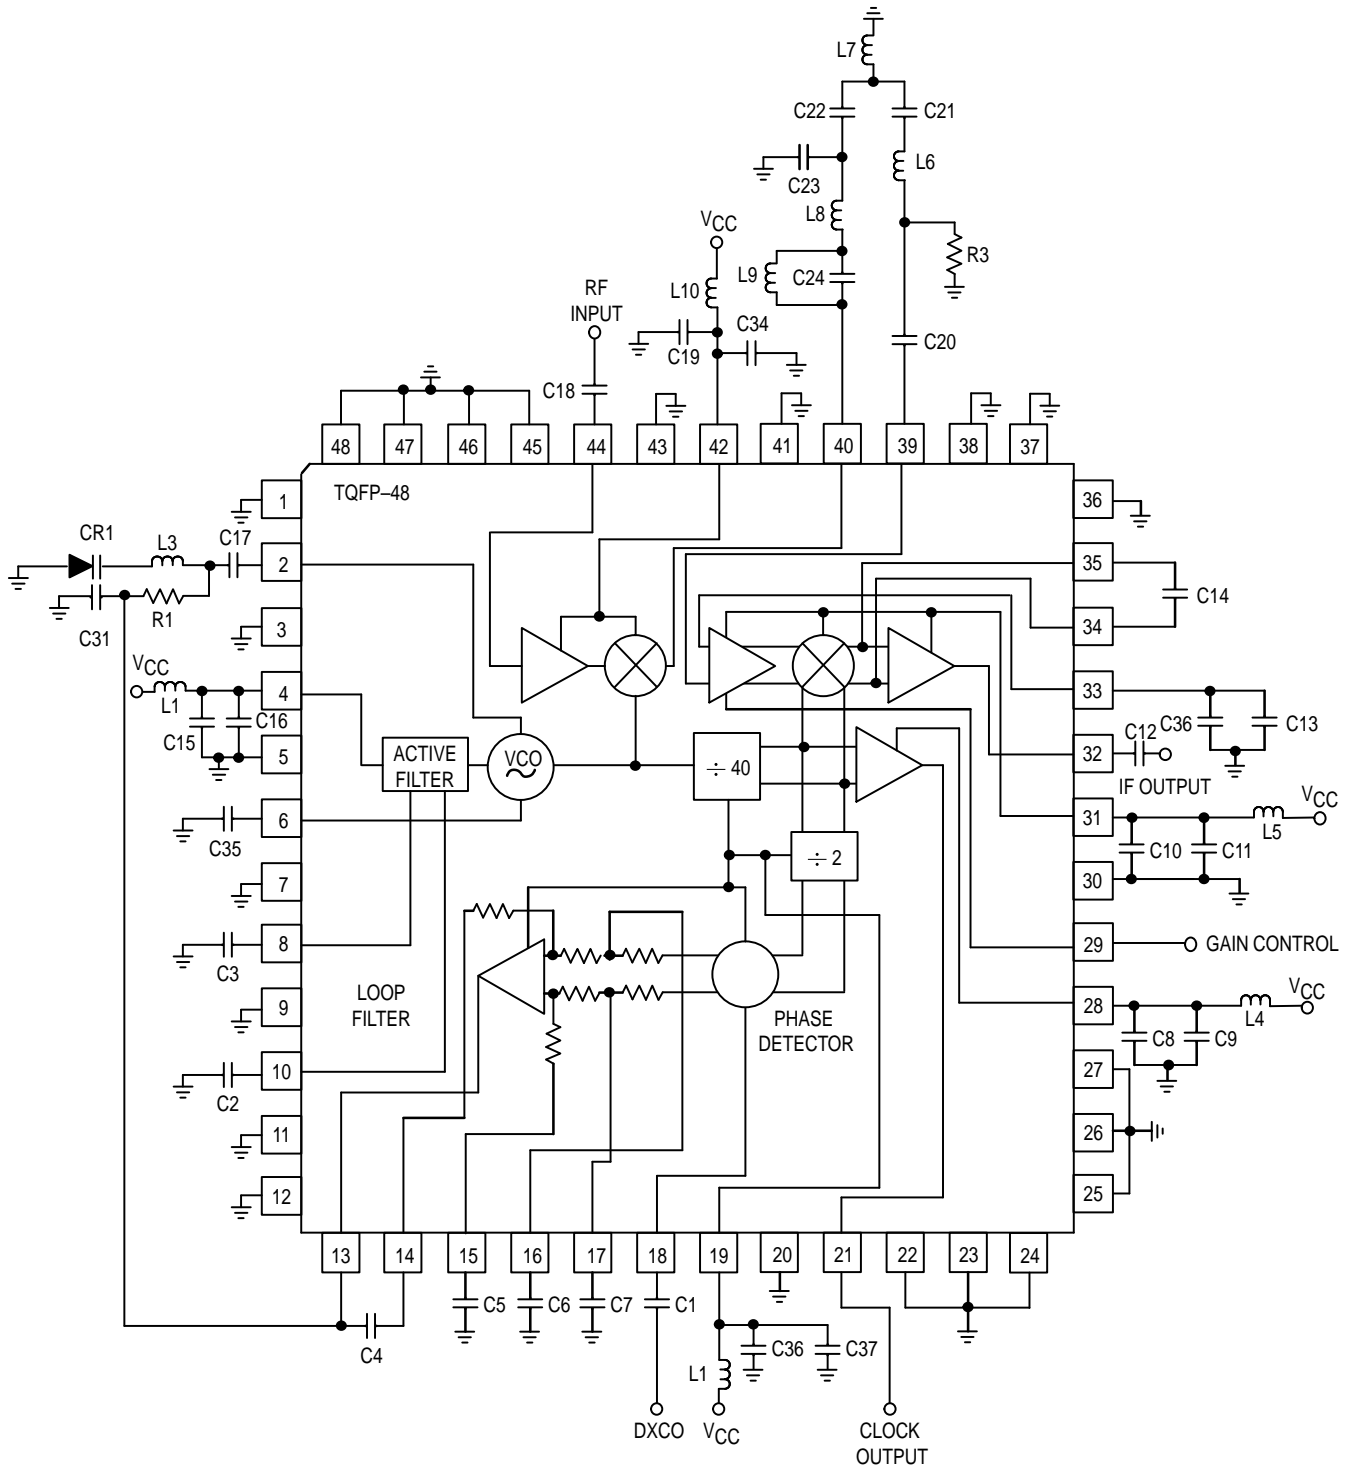 L7
C22
C21
C23
L6
L8
VCC
R3
L9
C24
L10
RF
INPUT
C34
C19
C20
C18
48
47
46
45
44
43
42
41
40
39
38
37
TQFP–48
1
36
CR1
L3
C17
2
35
C31
R1
C14
3
34
VCC
L1
4
33
C15
C16
C36
C13
5
32
C12
IF OUTPUT
ACTIVE
FILTER
VCO
÷ 40
6
31
VCC
L5
C35
÷ 2
C10
C11
7
30
8
29
GAIN CONTROL
C3
LOOP
FILTER
PHASE
DETECTOR
9
28
VCC
L4
C8
C9
10
27
C2
11
26
12
25
13
14
15
16
17
18
19
20
21
22
23
24
C5
C6
C7
C1
C4
C36
C37
L1
DXCO
VCC
CLOCK
OUTPUT